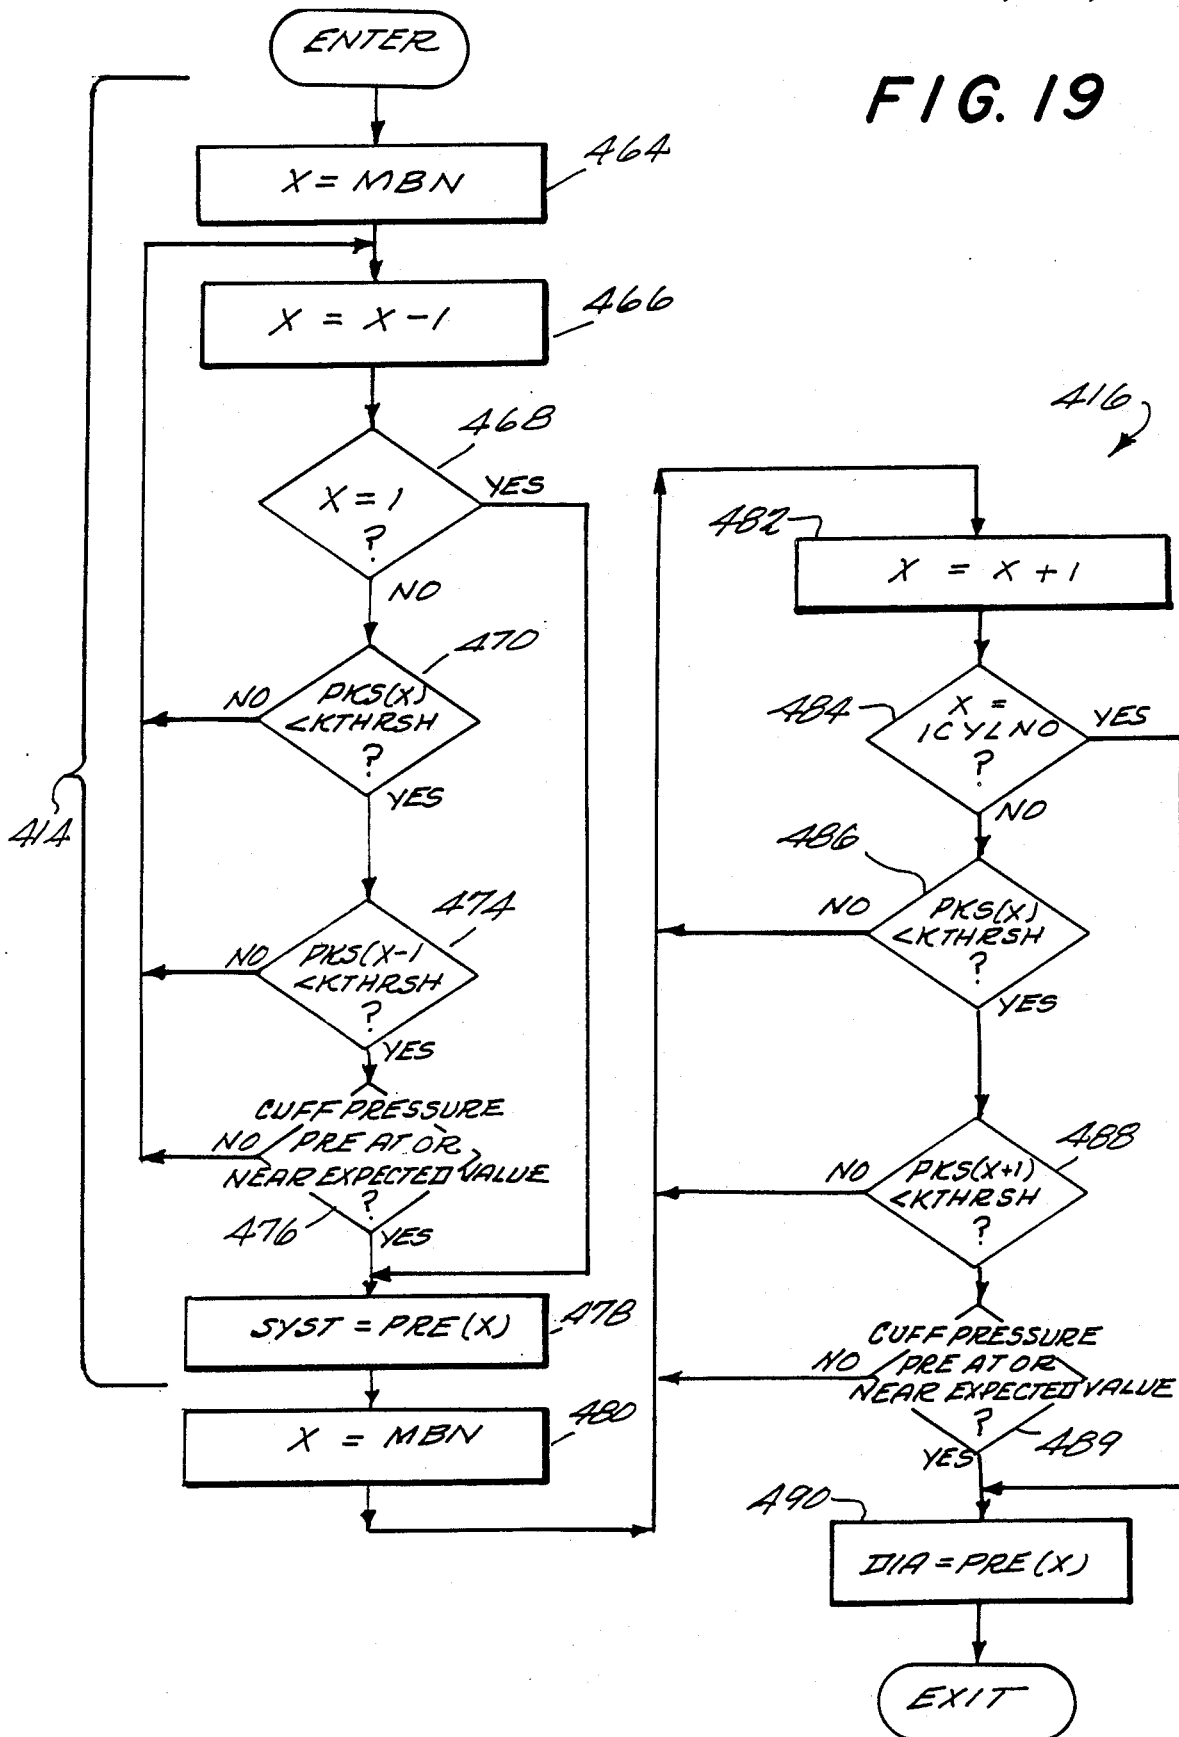 FIG. 19
ENTER
X = MBN
464
X = X - 1
466
468
X = 1
?
YES
NO
470
PKS(X)
<KTHRSH
?
NO
YES
474
PKS(X-1
<KTHRSH
?
NO
YES
CUFF PRESSURE
PRE AT OR
NEAR EXPECTED VALUE
?
NO
476
YES
SYST = PRE(X)
478
X = MBN
480
414
416
482
X = X + 1
484
X =
ICYLNO
?
YES
NO
486
PKS(X)
<KTHRSH
?
NO
YES
488
PKS(X+1)
<KTHRSH
?
NO
CUFF PRESSURE
PRE AT OR
NEAR EXPECTED VALUE
?
NO
489
YES
490
DIA = PRE(X)
EXIT